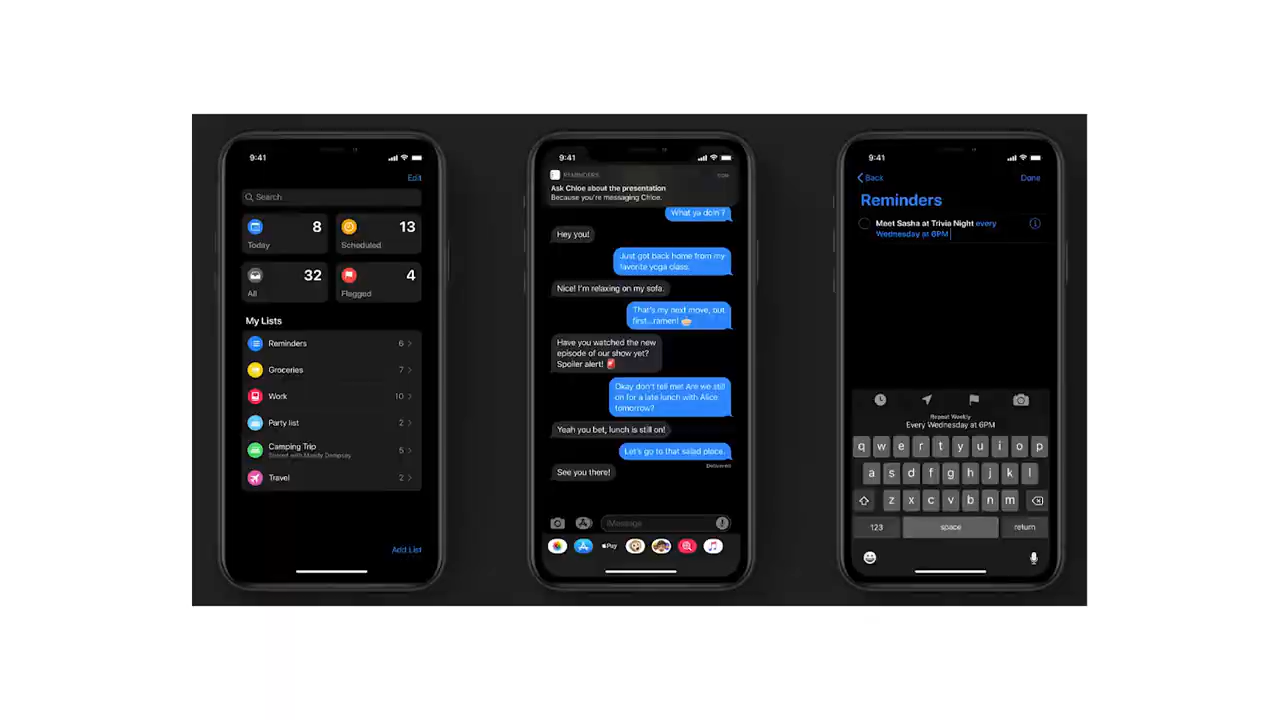 9:41
Edit
Search
8
Today
13
Scheduled
32
All
4
Flagged
My Lists
Reminders 6
Groceries 7
Work 10
Party list 2
Camping Trip 5
Shared with Mandy Dempsey
Travel 2
Add List
9:41
REMINDERS now
Ask Chloe about the presentation
Because you're messaging Chloe.
What ya doin'?
Hey you!
Just got back home from my
favorite yoga class.
Nice! I'm relaxing on my sofa.
That's my next move, but
first...ramen! 🍜
Have you watched the new
episode of our show yet?
Spoiler alert!
Okay don't tell me! Are we still
on for a late lunch with Alice
tomorrow?
Yeah you bet, lunch is still on!
Let's go to that salad place.
Delivered
See you there!
iMessage
Pay
9:41
Back
Done
Reminders
Meet Sasha at Trivia Night every
Wednesday at 6PM
Repeat Weekly
Every Wednesday at 6PM
q w e r t y u i o p
a s d f g h j k l
z x c v b n m
123 space return